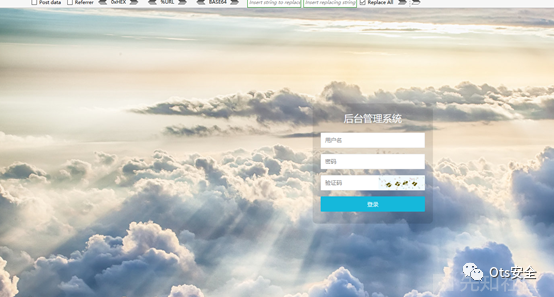 Post data Referrer 0xHEX %URL BASE64 Insert string to replace Insert replacing string Replace All
后台管理系统
用户名
密码
验证码
登录
Ots安全